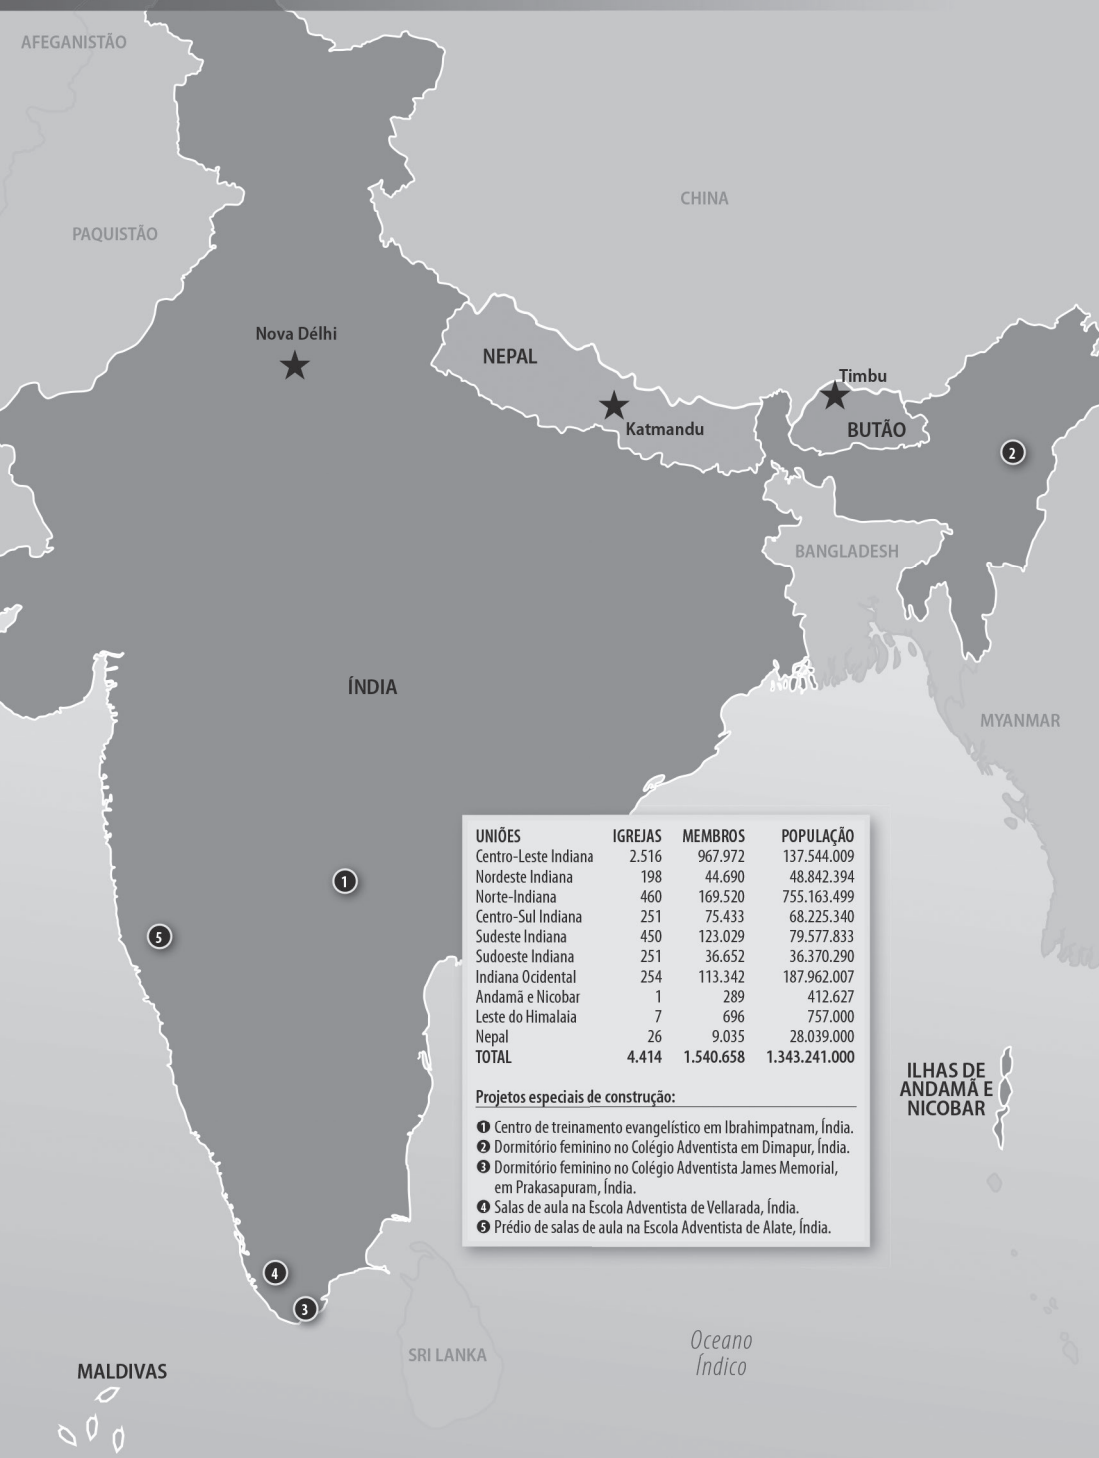 AFEGANISTÃO
CHINA
PAQUISTÃO
Nova Délhi
NEPAL
Timbu
Katmandu
BUTÃO
2
BANGLADESH
ÍNDIA
MYANMAR
UNIÕES IGREJAS MEMBROS POPULAÇÃO
Centro-Leste Indiana 2.516 967.972 137.544.009
Nordeste Indiana 198 44.690 48.842.394
Norte-Indiana 460 169.520 755.163.499
Centro-Sul Indiana 251 75.433 68.225.340
Sudeste Indiana 450 123.029 79.577.833
Sudoeste Indiana 251 36.652 36.370.290
Indiana Ocidental 254 113.342 187.962.007
Andamã e Nicobar 1 289 412.627
Leste do Himalaia 7 696 757.000
Nepal 26 9.035 28.039.000
TOTAL 4.414 1.540.658 1.343.241.000
Projetos especiais de construção:
1 Centro de treinamento evangelístico em Ibrahimpatnam, Índia.
2 Dormitório feminino no Colégio Adventista em Dimapur, Índia.
3 Dormitório feminino no Colégio Adventista James Memorial,
em Prakasapuram, Índia.
4 Salas de aula na Escola Adventista de Vellarada, Índia.
5 Prédio de salas de aula na Escola Adventista de Alate, Índia.
1
5
ILHAS DE
ANDAMÃ E
NICOBAR
4
3
SRI LANKA
Oceano
Índico
MALDIVAS